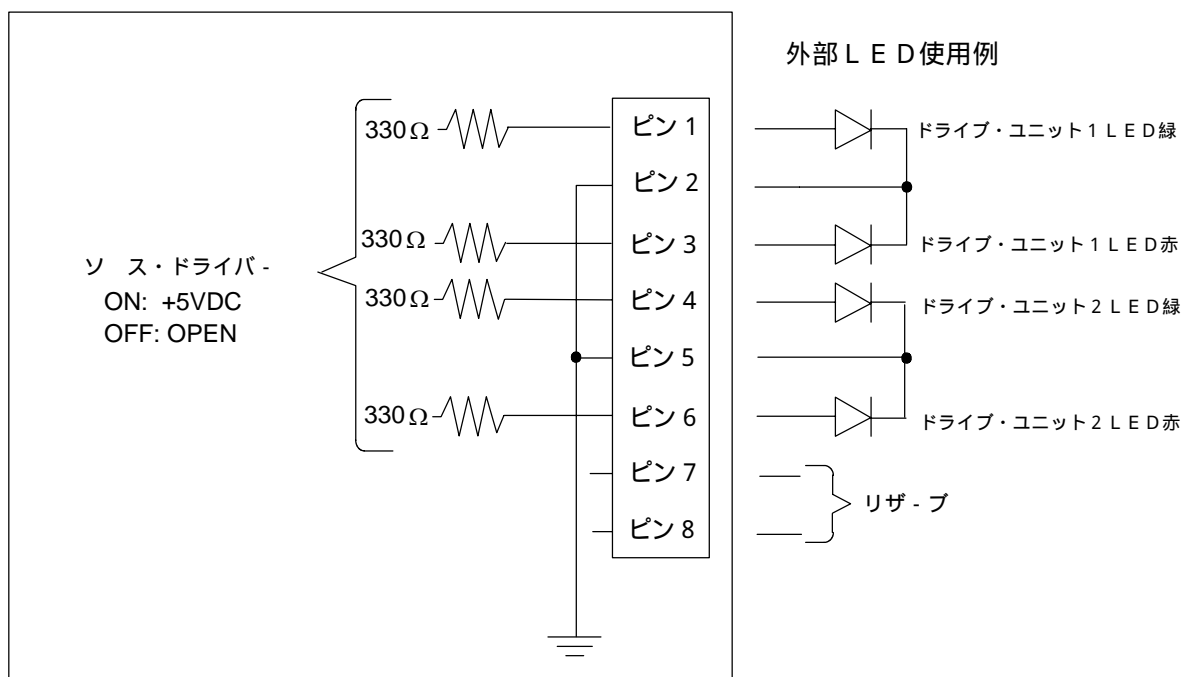 外部ＬＥＤ使用例
330Ω
ピン 1
ドライブ・ユニット１ＬＥＤ緑
ピン 2
330Ω
ピン 3
ドライブ・ユニット１ＬＥＤ赤
ソ ス・ドライバ-
ON: +5VDC
OFF: OPEN
330Ω
ピン 4
ドライブ・ユニット２ＬＥＤ緑
ピン 5
330Ω
ピン 6
ドライブ・ユニット２ＬＥＤ赤
ピン 7
リザ-ブ
ピン 8